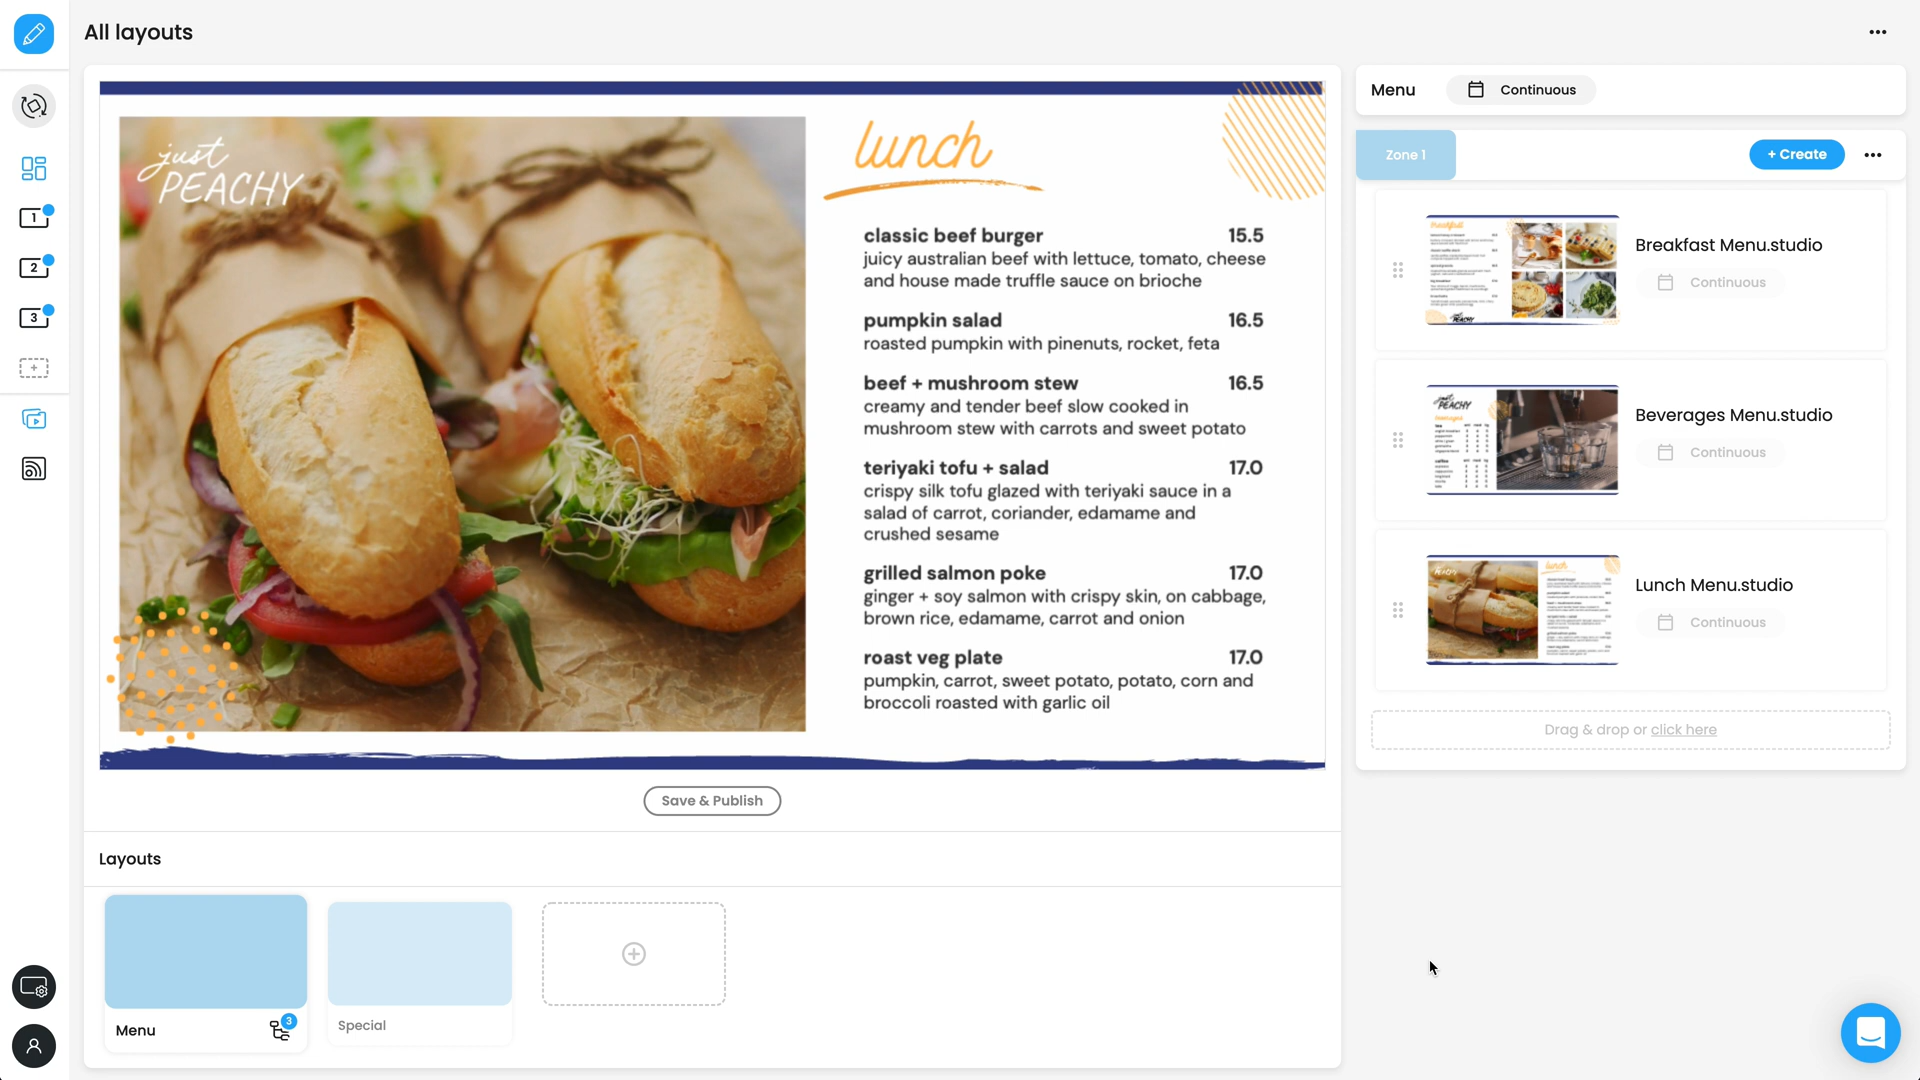 All layouts
1
2
3
just
PEACHY
lunch
classic beef burger 15.5
juicy australian beef with lettuce, tomato, cheese
and house made truffle sauce on brioche
pumpkin salad 16.5
roasted pumpkin with pinenuts, rocket, feta
beef + mushroom stew 16.5
creamy and tender beef slow cooked in
mushroom stew with carrots and sweet potato
teriyaki tofu + salad 17.0
crispy silk tofu glazed with teriyaki sauce in a
salad of carrot, coriander, edamame and
crushed sesame
grilled salmon poke 17.0
ginger + soy salmon with crispy skin, on cabbage,
brown rice, edamame, carrot and onion
roast veg plate 17.0
pumpkin, carrot, sweet potato, potato, corn and
broccoli roasted with garlic oil
Save & Publish
Layouts
Menu 3
Special
Menu Continuous
Zone 1 + Create
breakfast
just
PEACHY
Breakfast Menu.studio
Continuous
just
PEACHY
Beverages Menu.studio
Continuous
lunch
Lunch Menu.studio
Continuous
Drag & drop or click here